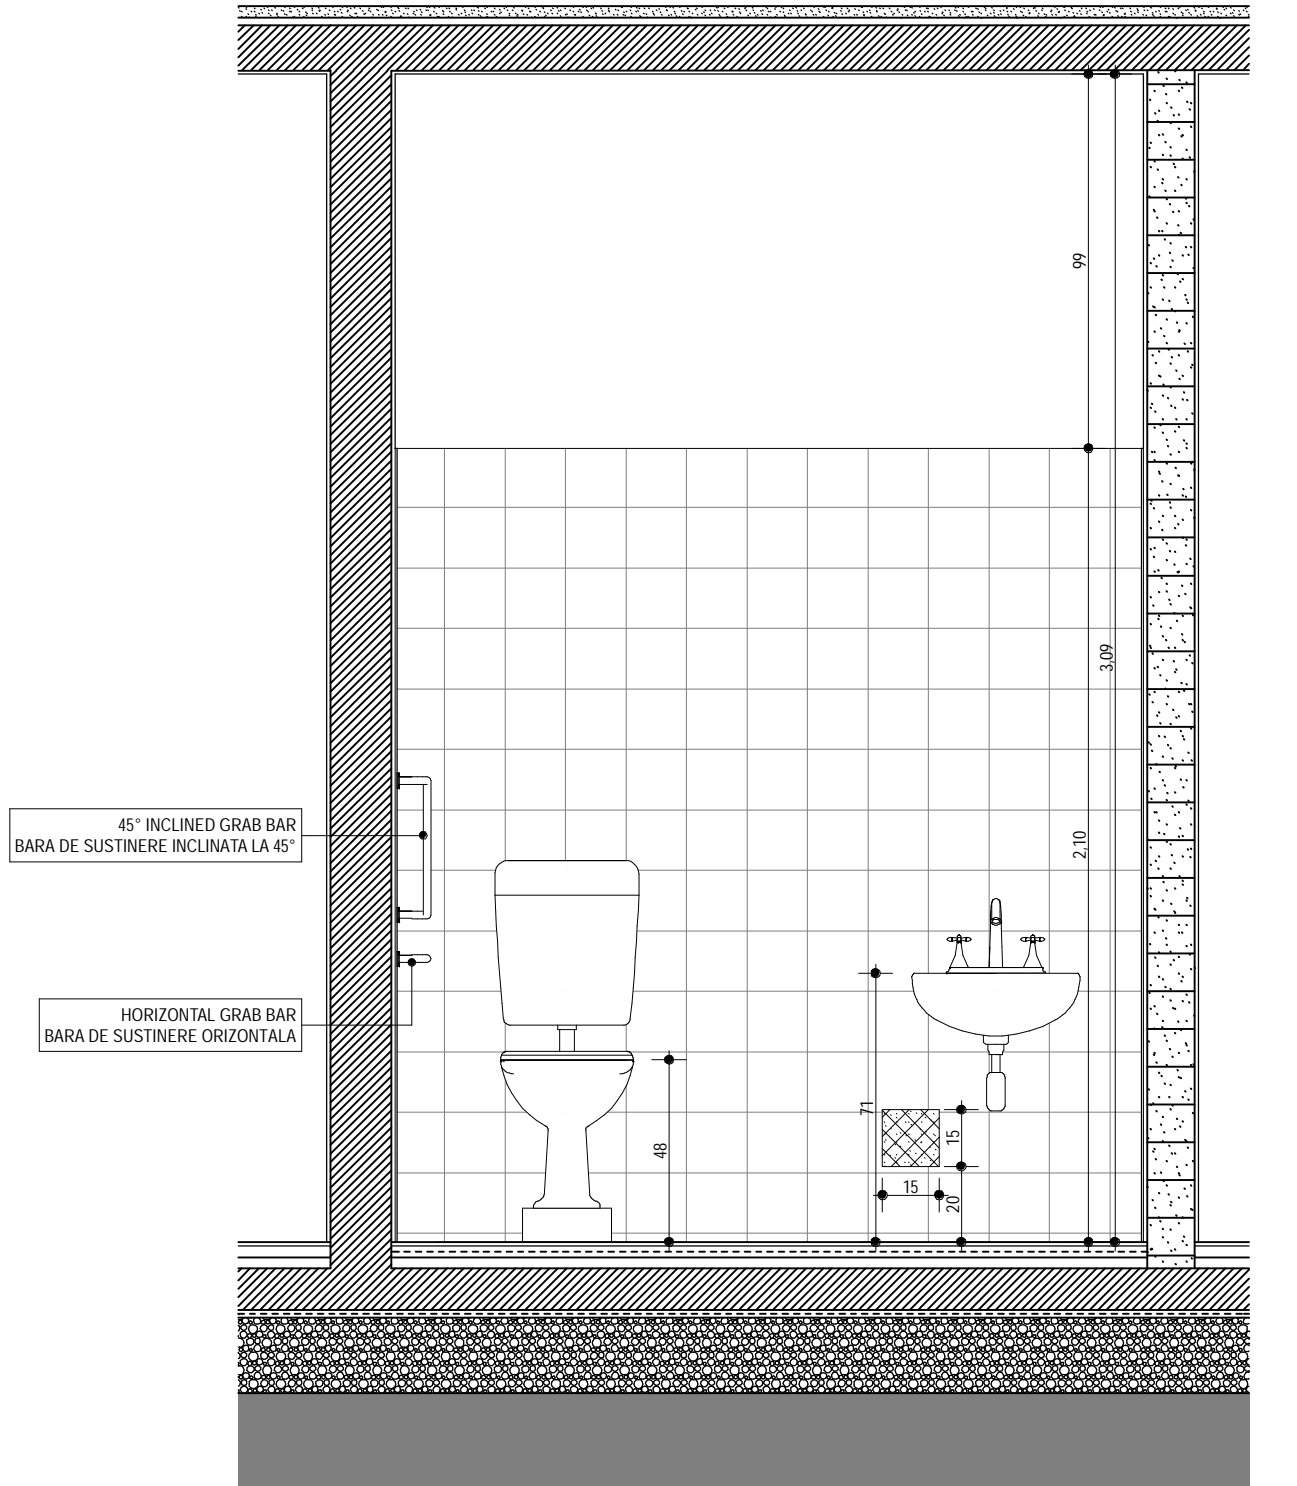 99
3,09
45° INCLINED GRAB BAR
BARA DE SUSTINERE INCLINATA LA 45°
2,10
HORIZONTAL GRAB BAR
BARA DE SUSTINERE ORIZONTALA
71
48
15
15
20